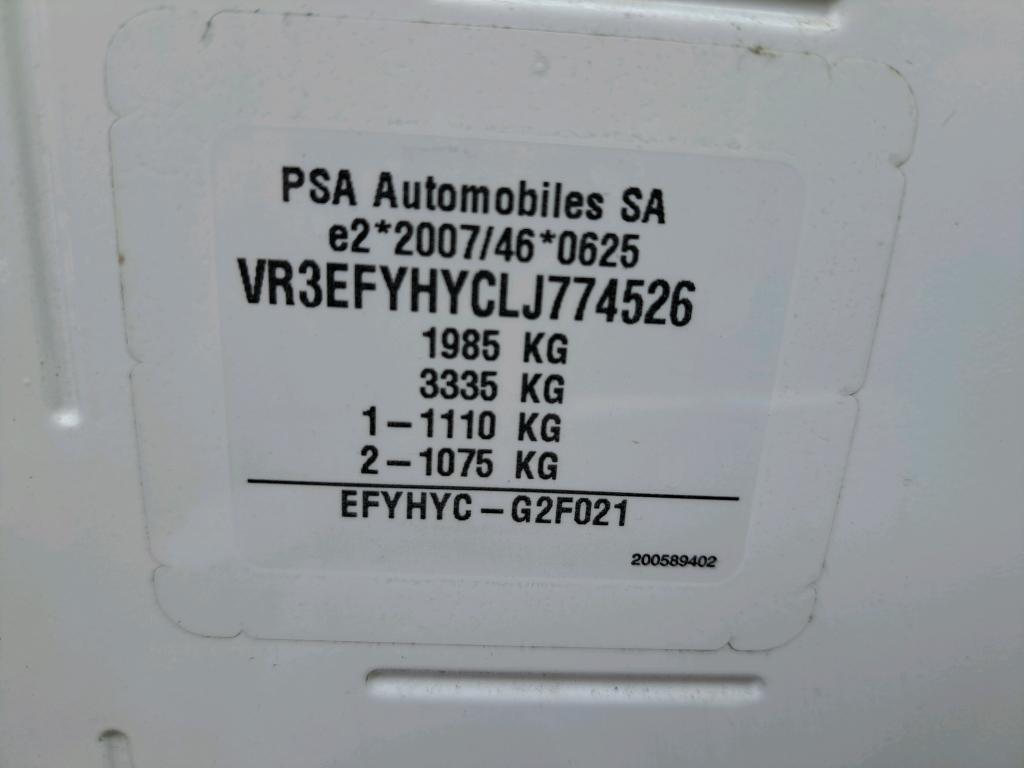 PSA Automobiles SA
e2*2007/46*0625
VR3EFYHYCLJ774526
1985 KG
3335 KG
1-1110 KG
2-1075 KG
EFYHYC-G2F021
200589402